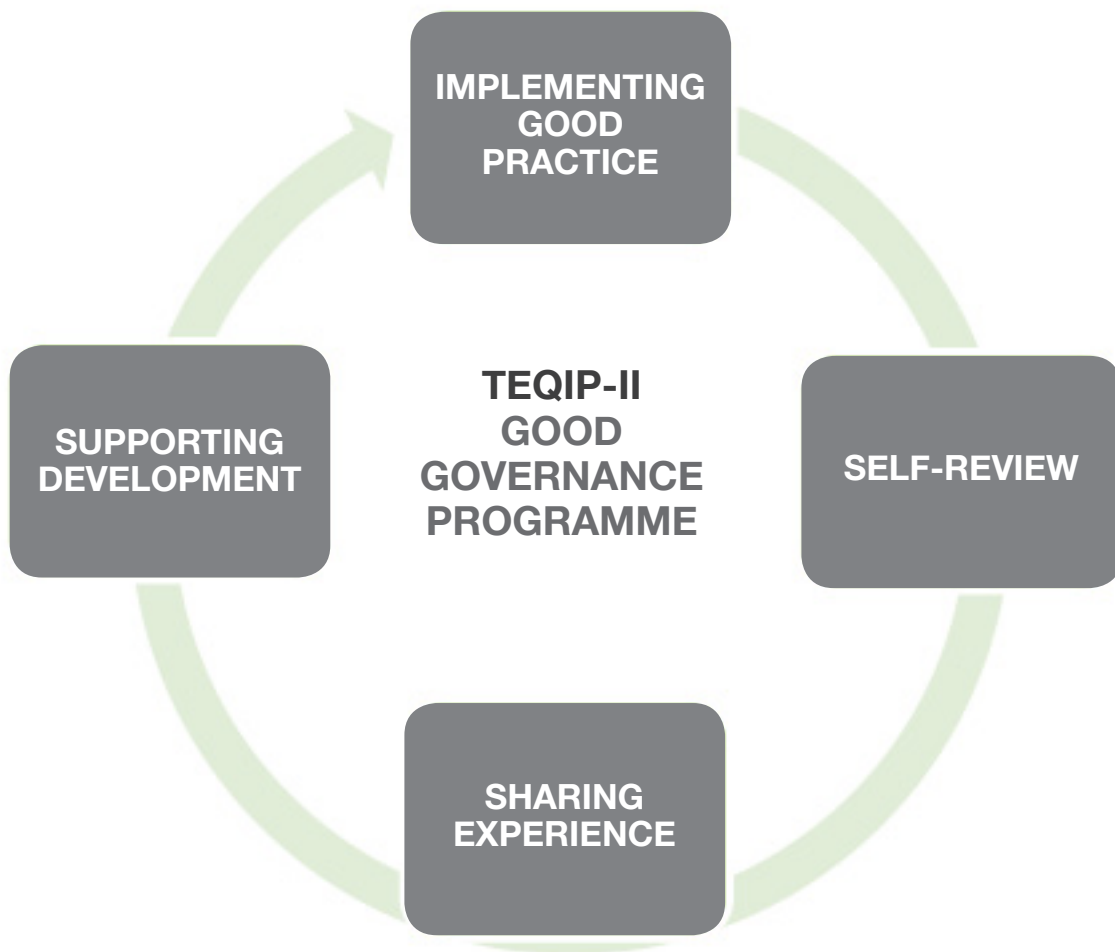 IMPLEMENTING
GOOD
PRACTICE
TEQIP-II
GOOD
GOVERNANCE
PROGRAMME
SUPPORTING
DEVELOPMENT
SELF-REVIEW
SHARING
EXPERIENCE